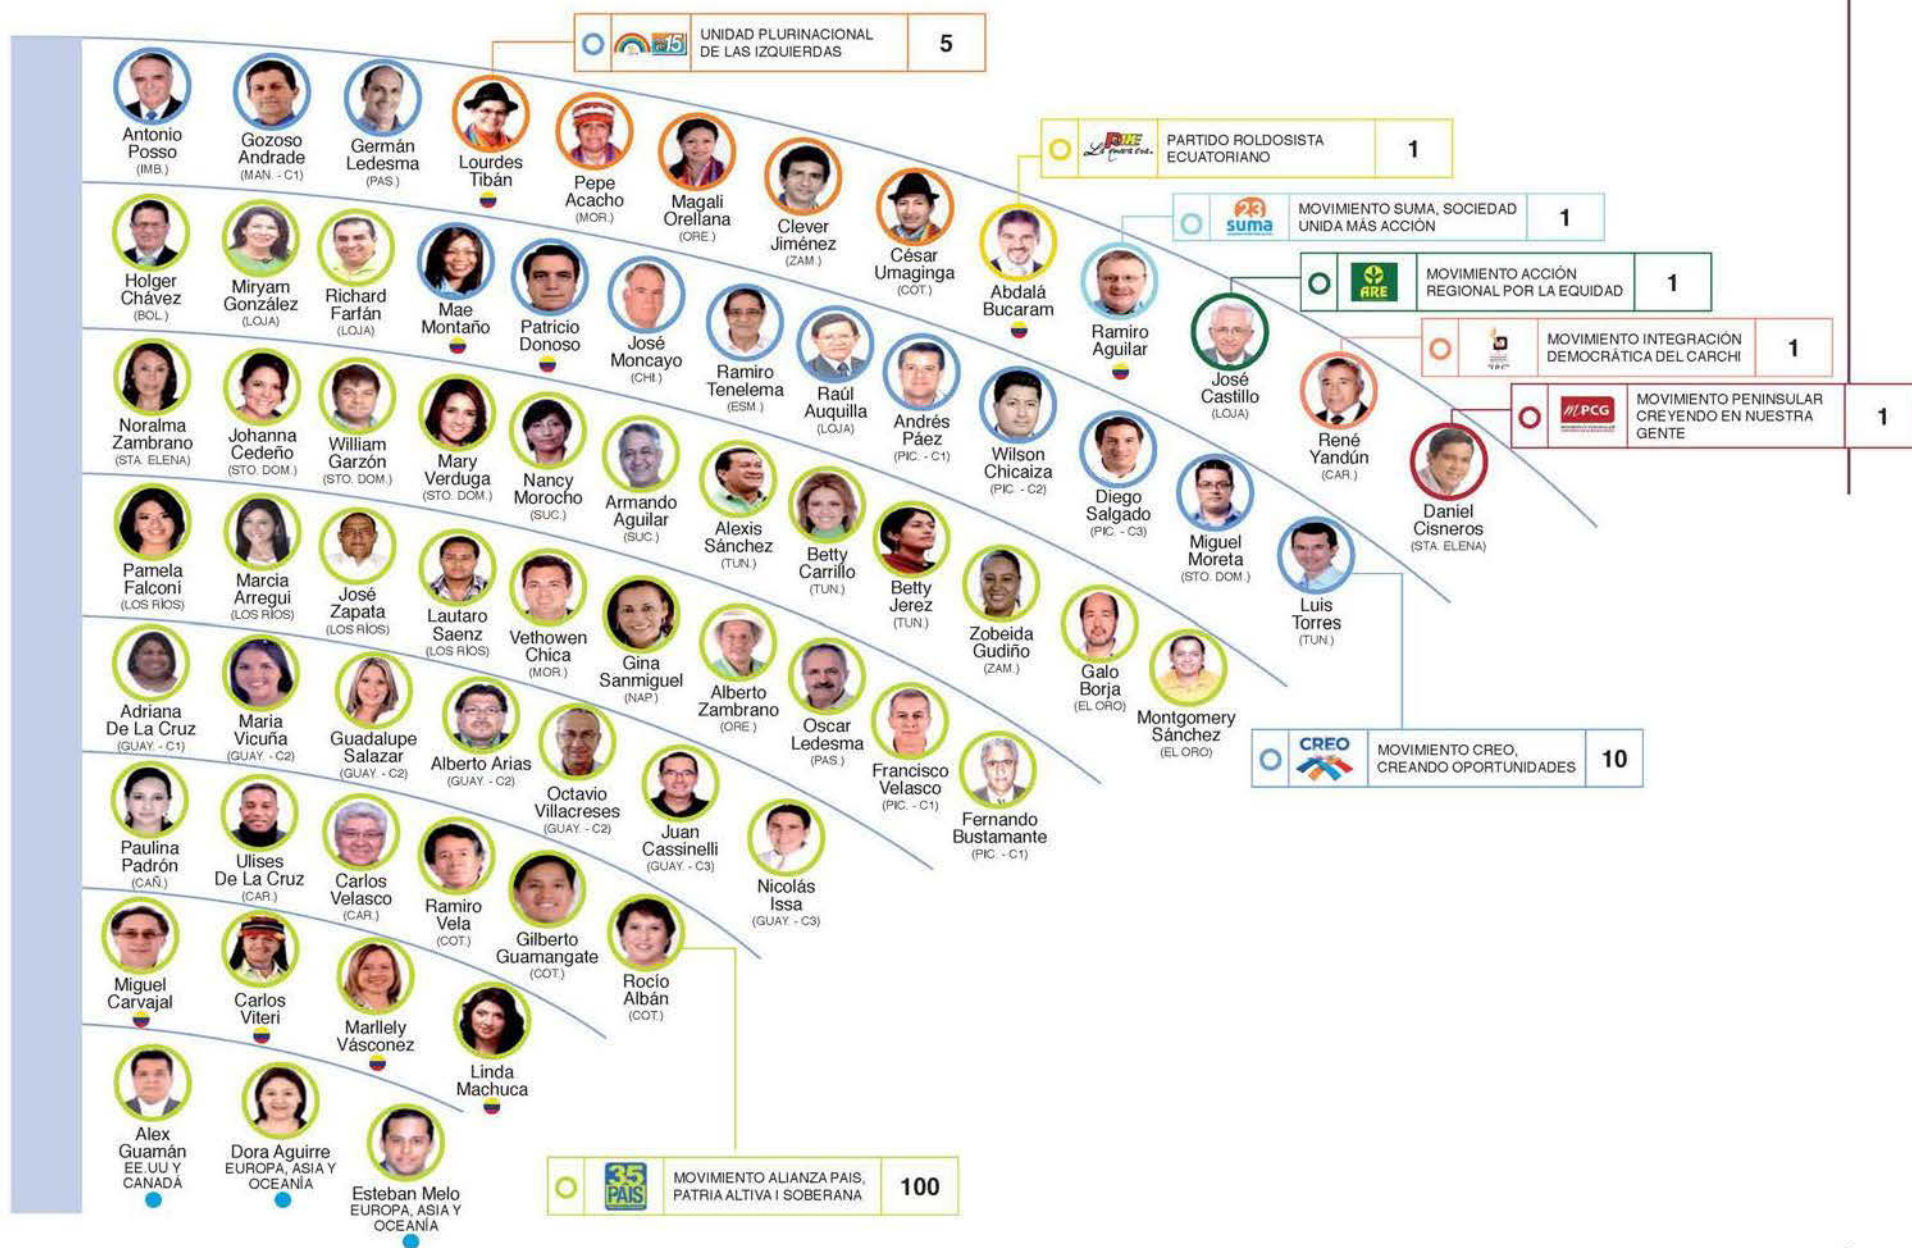 UNIDAD PLURINACIONAL
DE LAS IZQUIERDAS
5
15
Antonio
Posso
(IMB.)
Gozoso
Andrade
(MAN. - C1)
Germán
Ledesma
(PAS.)
Lourdes
Tibán
Pepe
Acacho
(MOR.)
Magali
Orellana
(ORE.)
Clever
Jiménez
(ZAM.)
César
Umaginga
(COT.)
Abdalá
Bucaram
Ramiro
Aguilar
José
Castillo
(LOJA)
René
Yandún
(CAR.)
Daniel
Cisneros
(STA. ELENA)
PARTIDO ROLDOSISTA
ECUATORIANO
1
23
suma
MOVIMIENTO SUMA, SOCIEDAD
UNIDA MÁS ACCIÓN
1
ARE
MOVIMIENTO ACCIÓN
REGIONAL POR LA EQUIDAD
1
MOVIMIENTO INTEGRACIÓN
DEMOCRÁTICA DEL CARCHI
1
MPCG
MOVIMIENTO PENINSULAR
CREYENDO EN NUESTRA
GENTE
1
Holger
Chávez
(BOL.)
Miryam
González
(LOJA)
Richard
Farfán
(LOJA)
Mae
Montaño
Patricio
Donoso
José
Moncayo
(CHI.)
Ramiro
Tenelema
(ESM.)
Raúl
Auquilla
(LOJA)
Andrés
Páez
(PIC. - C1)
Wilson
Chicaiza
(PIC. - C2)
Diego
Salgado
(PIC. - C3)
Miguel
Moreta
(STO. DOM.)
Luis
Torres
(TUN.)
CREO
MOVIMIENTO CREO,
CREANDO OPORTUNIDADES
10
Noralma
Zambrano
(STA. ELENA)
Johanna
Cedeño
(STO. DOM.)
William
Garzón
(STO. DOM.)
Mary
Verduga
(STO. DOM.)
Nancy
Morocho
(SUC.)
Armando
Aguilar
(SUC.)
Alexis
Sánchez
(TUN.)
Betty
Carrillo
(TUN.)
Betty
Jerez
(TUN.)
Zobeida
Gudiño
(ZAM.)
Galo
Borja
(EL ORO)
Montgomery
Sánchez
(EL ORO)
Pamela
Falconí
(LOS RÍOS)
Marcia
Arregui
(LOS RÍOS)
José
Zapata
(LOS RÍOS)
Lautaro
Saenz
(LOS RÍOS)
Vethowen
Chica
(MOR.)
Gina
Sanmiguel
(NAP.)
Alberto
Zambrano
(ORE.)
Oscar
Ledesma
(PAS.)
Francisco
Velasco
(PIC. - C1)
Fernando
Bustamante
(PIC. - C1)
Adriana
De La Cruz
(GUAY. - C1)
Maria
Vicuña
(GUAY. - C2)
Guadalupe
Salazar
(GUAY. - C2)
Alberto Arias
(GUAY. - C2)
Octavio
Villacreses
(GUAY. - C2)
Juan
Cassinelli
(GUAY. - C3)
Nicolás
Issa
(GUAY. - C3)
Paulina
Padrón
(CAÑ.)
Ulises
De La Cruz
(CAR.)
Carlos
Velasco
(CAR.)
Ramiro
Vela
(COT.)
Gilberto
Guamangate
(COT.)
Rocío
Albán
(COT.)
Miguel
Carvajal
Carlos
Viteri
Marllely
Vásconez
Linda
Machuca
Alex
Guamán
EE.UU Y
CANADÁ
Dora Aguirre
EUROPA, ASIA Y
OCEANÍA
Esteban Melo
EUROPA, ASIA Y
OCEANÍA
35
PAIS
MOVIMIENTO ALIANZA PAIS,
PATRIA ALTIVA I SOBERANA
100